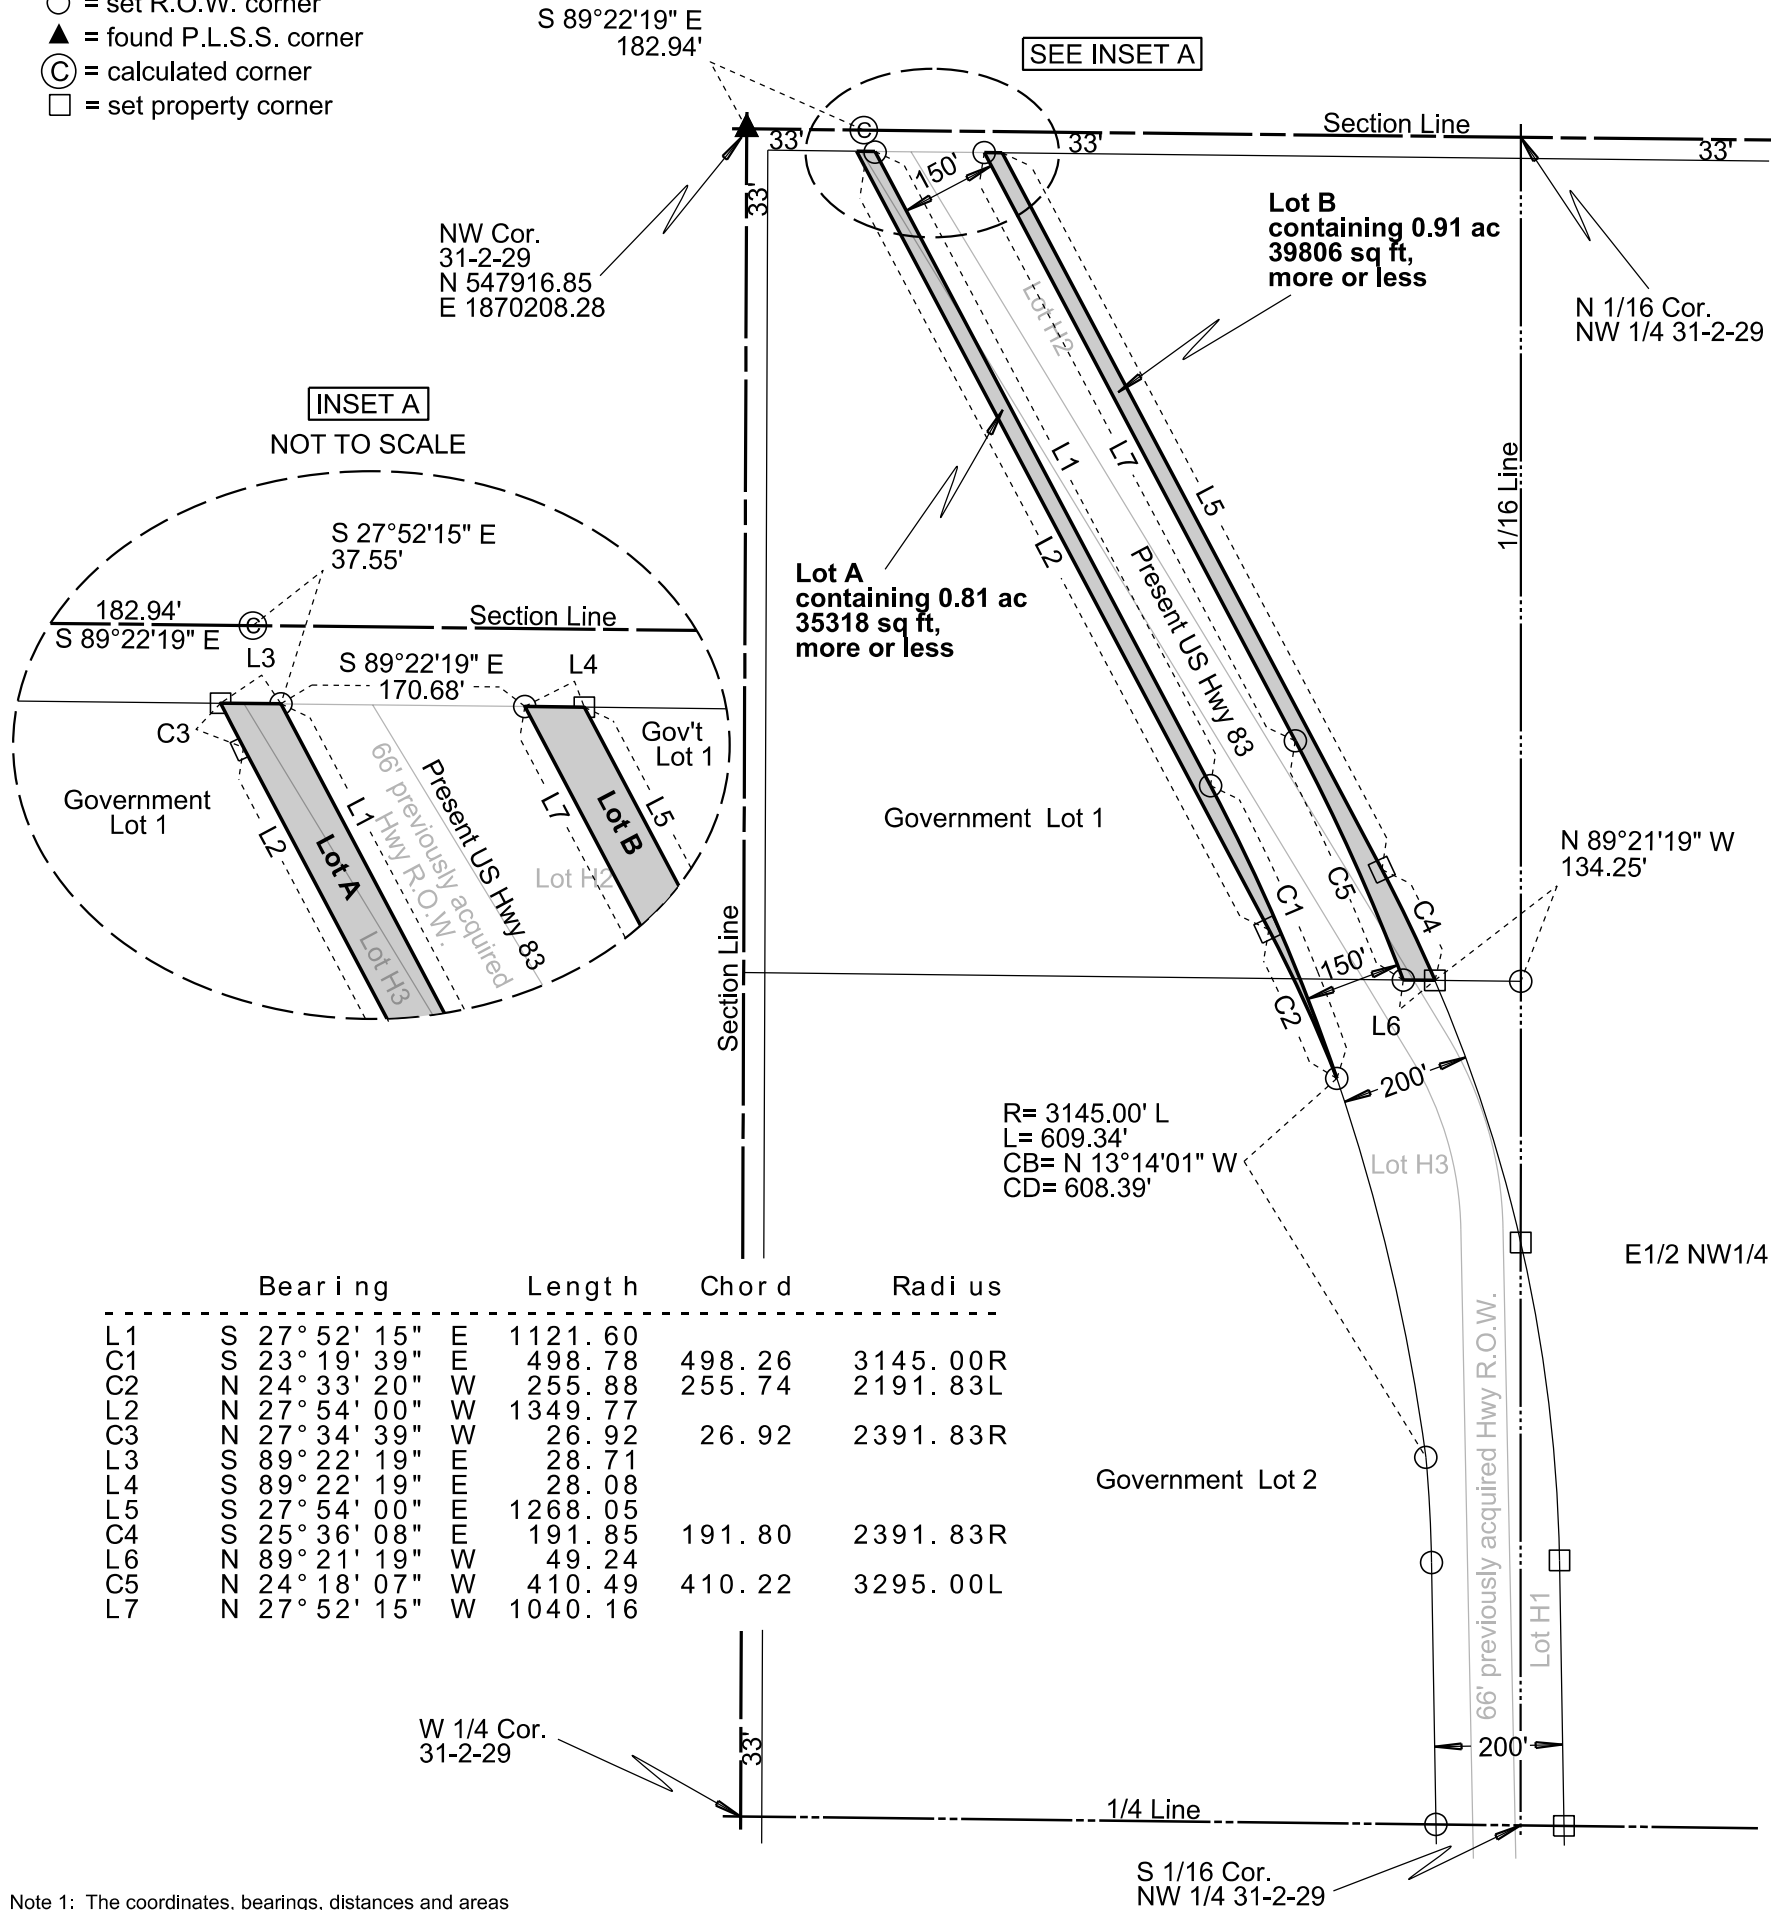 = set R.O.W. corner
▲ = found P.L.S.S. corner
Ⓒ = calculated corner
□ = set property corner
S 89°22'19" E
182.94'
SEE INSET A
C
Section Line
33'
33'
33'
33'
150'
NW Cor.
31-2-29
N 547916.85
E 1870208.28
Lot B
containing 0.91 ac
39806 sq ft,
more or less
N 1/16 Cor.
NW 1/4 31-2-29
Lot H2
INSET A
NOT TO SCALE
L1
L7
L5
L2
1/16 Line
Present US Hwy 83
Lot A
containing 0.81 ac
35318 sq ft,
more or less
S 27°52'15" E
37.55'
182.94'
S 89°22'19" E
C
Section Line
L3
S 89°22'19" E
170.68'
L4
C3
Gov't
Lot 1
Government
Lot 1
L2
Lot A
L1
Lot H3
66' previously acquired
Hwy R.O.W.
Present US Hwy 83
L7
Lot B
L5
Lot H2
Government Lot 1
N 89°21'19" W
134.25'
C1
C5
C4
150'
C2
L6
Section Line
200'
R= 3145.00' L
L= 609.34'
CB= N 13°14'01" W
CD= 608.39'
Lot H3
E1/2 NW1/4
Bearing Length Chord Radius
L1 S 27°52'15" E 1121.60
C1 S 23°19'39" E 498.78 498.26 3145.00R
C2 N 24°33'20" W 255.88 255.74 2191.83L
L2 N 27°54'00" W 1349.77
C3 N 27°34'39" W 26.92 26.92 2391.83R
L3 S 89°22'19" E 28.71
L4 S 89°22'19" E 28.08
L5 S 27°54'00" E 1268.05
C4 S 25°36'08" E 191.85 191.80 2391.83R
L6 N 89°21'19" W 49.24
C5 N 24°18'07" W 410.49 410.22 3295.00L
L7 N 27°52'15" W 1040.16
Government Lot 2
66' previously acquired Hwy R.O.W.
Lot H1
W 1/4 Cor.
31-2-29
33'
200'
1/4 Line
S 1/16 Cor.
NW 1/4 31-2-29
Note 1: The coordinates, bearings, distances and areas